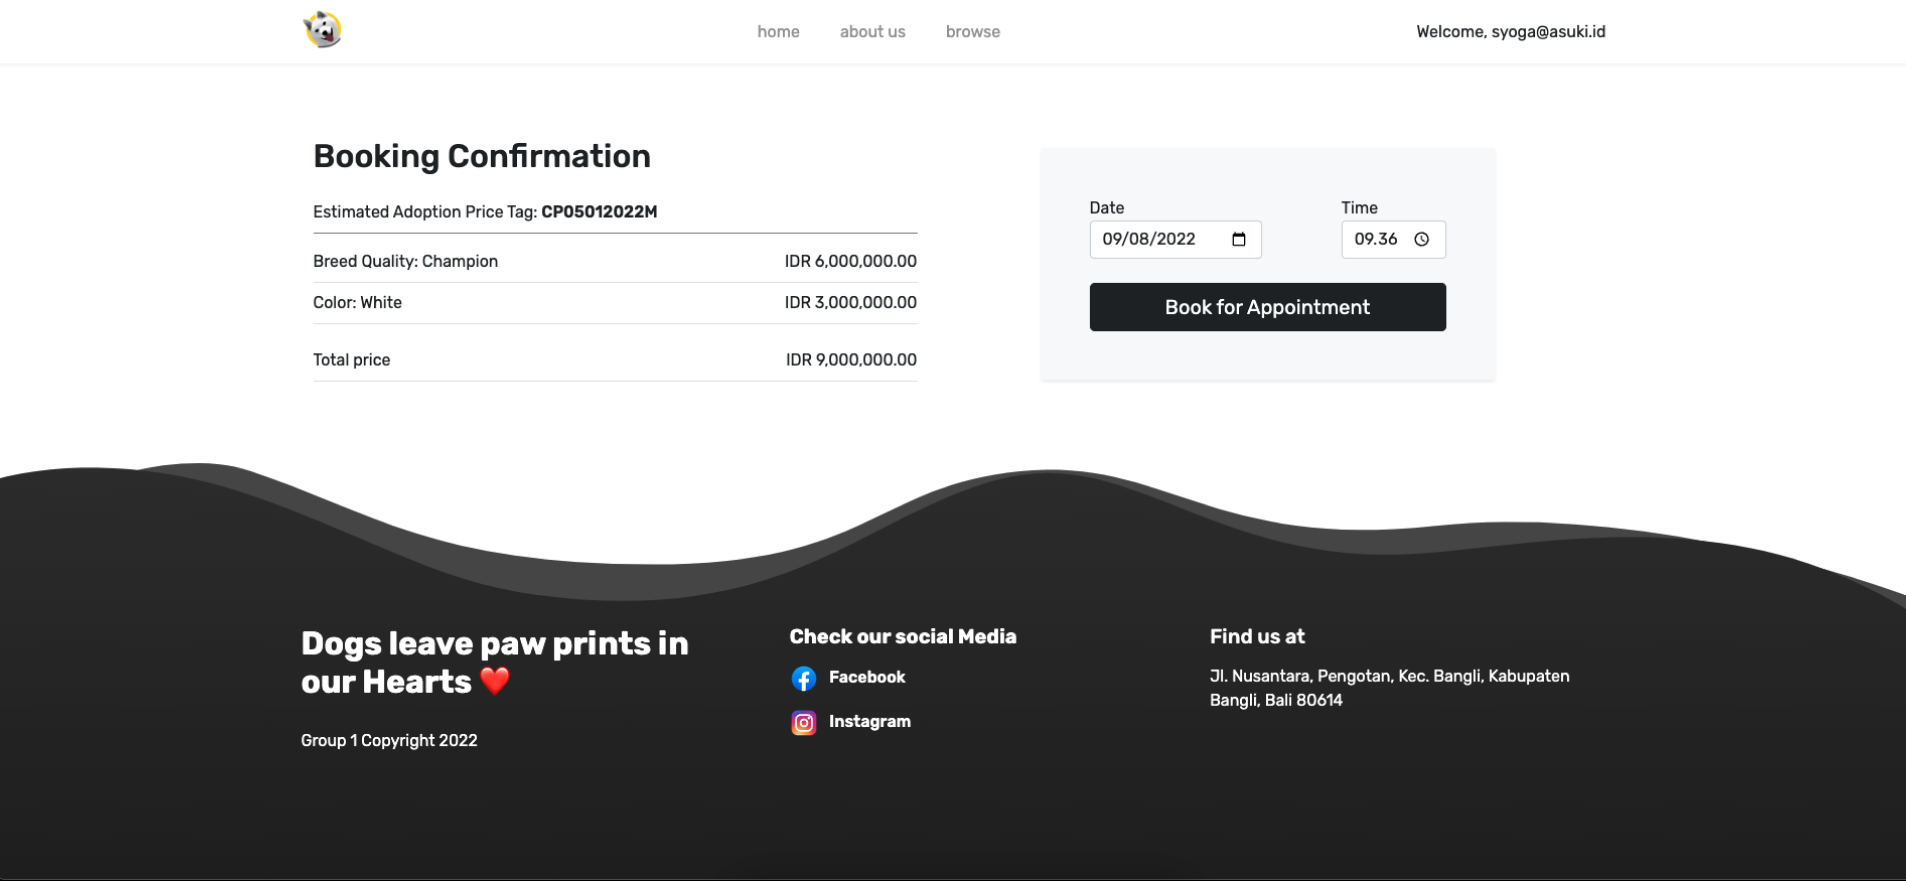 home about us browse Welcome, syoga@asuki.id
Booking Confirmation
Estimated Adoption Price Tag: CP05012022M
Breed Quality: Champion IDR 6,000,000.00
Color: White IDR 3,000,000.00
Total price IDR 9,000,000.00
Date Time
09/08/2022 09.36
Book for Appointment
Dogs leave paw prints in
our Hearts ❤️
Group 1 Copyright 2022
Check our social Media
Facebook
Instagram
Find us at
Jl. Nusantara, Pengotan, Kec. Bangli, Kabupaten
Bangli, Bali 80614